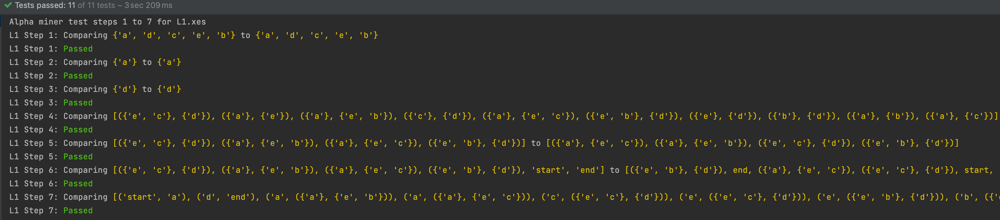 Tests passed: 11 of 11 tests – 3 sec 209 ms
Alpha miner test steps 1 to 7 for L1.xes
L1 Step 1: Comparing {'a', 'd', 'c', 'e', 'b'} to {'a', 'd', 'c', 'e', 'b'}
L1 Step 1: Passed
L1 Step 2: Comparing {'a'} to {'a'}
L1 Step 2: Passed
L1 Step 3: Comparing {'d'} to {'d'}
L1 Step 3: Passed
L1 Step 4: Comparing [({'e', 'c'}, {'d'}), ({'a'}, {'e'}), ({'a'}, {'e', 'b'}), ({'c'}, {'d'}), ({'a'}, {'e', 'c'}), ({'e', 'b'}, {'d'}), ({'e'}, {'d'}), ({'b'}, {'d'}), ({'a'}, {'b'}), ({'a'}, {'c'})]
L1 Step 4: Passed
L1 Step 5: Comparing [({'e', 'c'}, {'d'}), ({'a'}, {'e', 'b'}), ({'a'}, {'e', 'c'}), ({'e', 'b'}, {'d'})] to [({'a'}, {'e', 'c'}), ({'a'}, {'e', 'b'}), ({'e', 'c'}, {'d'}), ({'e', 'b'}, {'d'})]
L1 Step 5: Passed
L1 Step 6: Comparing [({'e', 'c'}, {'d'}), ({'a'}, {'e', 'b'}), ({'a'}, {'e', 'c'}), ({'e', 'b'}, {'d'}), 'start', 'end'] to [({'e', 'b'}, {'d'}), end, ({'a'}, {'e', 'c'}), ({'e', 'c'}, {'d'}), start,
L1 Step 6: Passed
L1 Step 7: Comparing [('start', 'a'), ('d', 'end'), ('a', ({'a'}, {'e', 'b'})), ('a', ({'a'}, {'e', 'c'})), ('c', ({'e', 'c'}, {'d'})), ('e', ({'e', 'c'}, {'d'})), ('e', ({'e', 'b'}, {'d'})), ('b', ({'
L1 Step 7: Passed